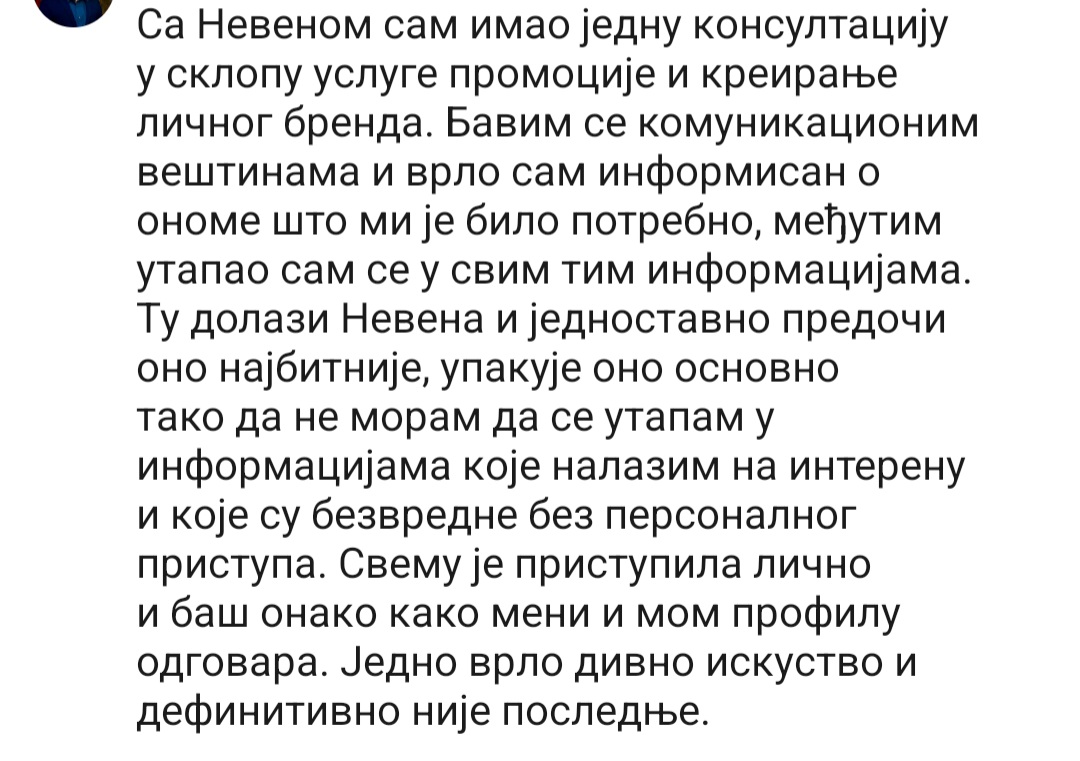 Са Невеном сам имао једну консултацију
у склопу услуге промоције и креирање
личног бренда. Бавим се комуникационим
вештинама и врло сам информисан о
ономе што ми је било потребно, међутим
утапао сам се у свим тим информацијама.
Ту долази Невена и једноставно предочи
оно најбитније, упакује оно основно
тако да не морам да се утапам у
информацијама које налазим на интерену
и које су безвредне без персоналног
приступа. Свему је приступила лично
и баш онако како мени и мом профилу
одговара. Једно врло дивно искуство и
дефинитивно није последње.